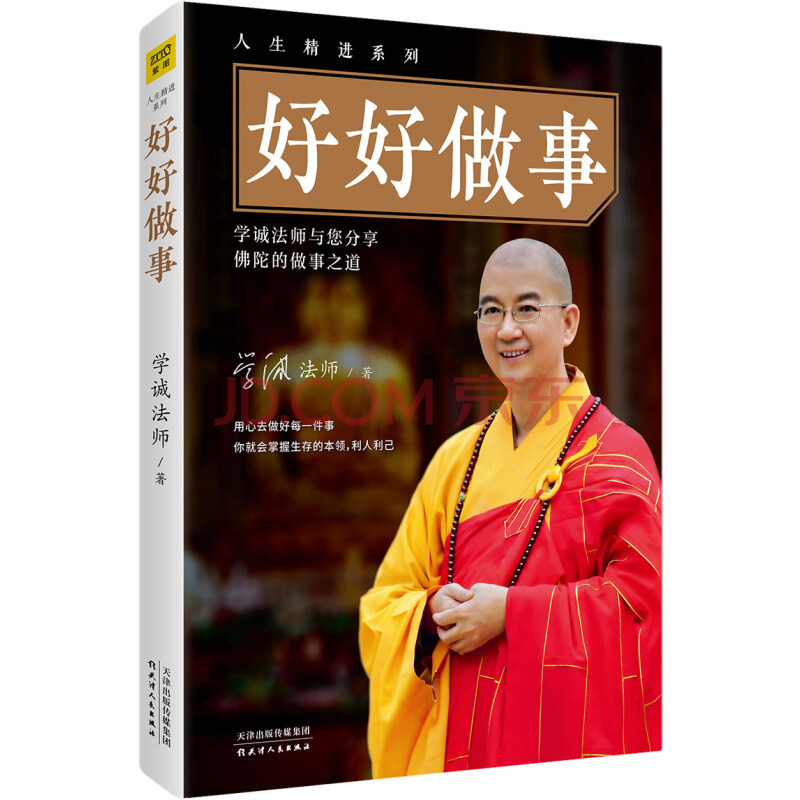 ZITO
紫图
人生精进
系列
好好做事
学诚法师
/
著
天津出版传媒集团
天津人民出版社
人生精进系列
好好做事
学诚法师与您分享
佛陀的做事之道
学诚法师 / 著
JD.COM 京东
用心去做好每一件事
你就会掌握生存的本领,利人利己
天津出版传媒集团
天津人民出版社